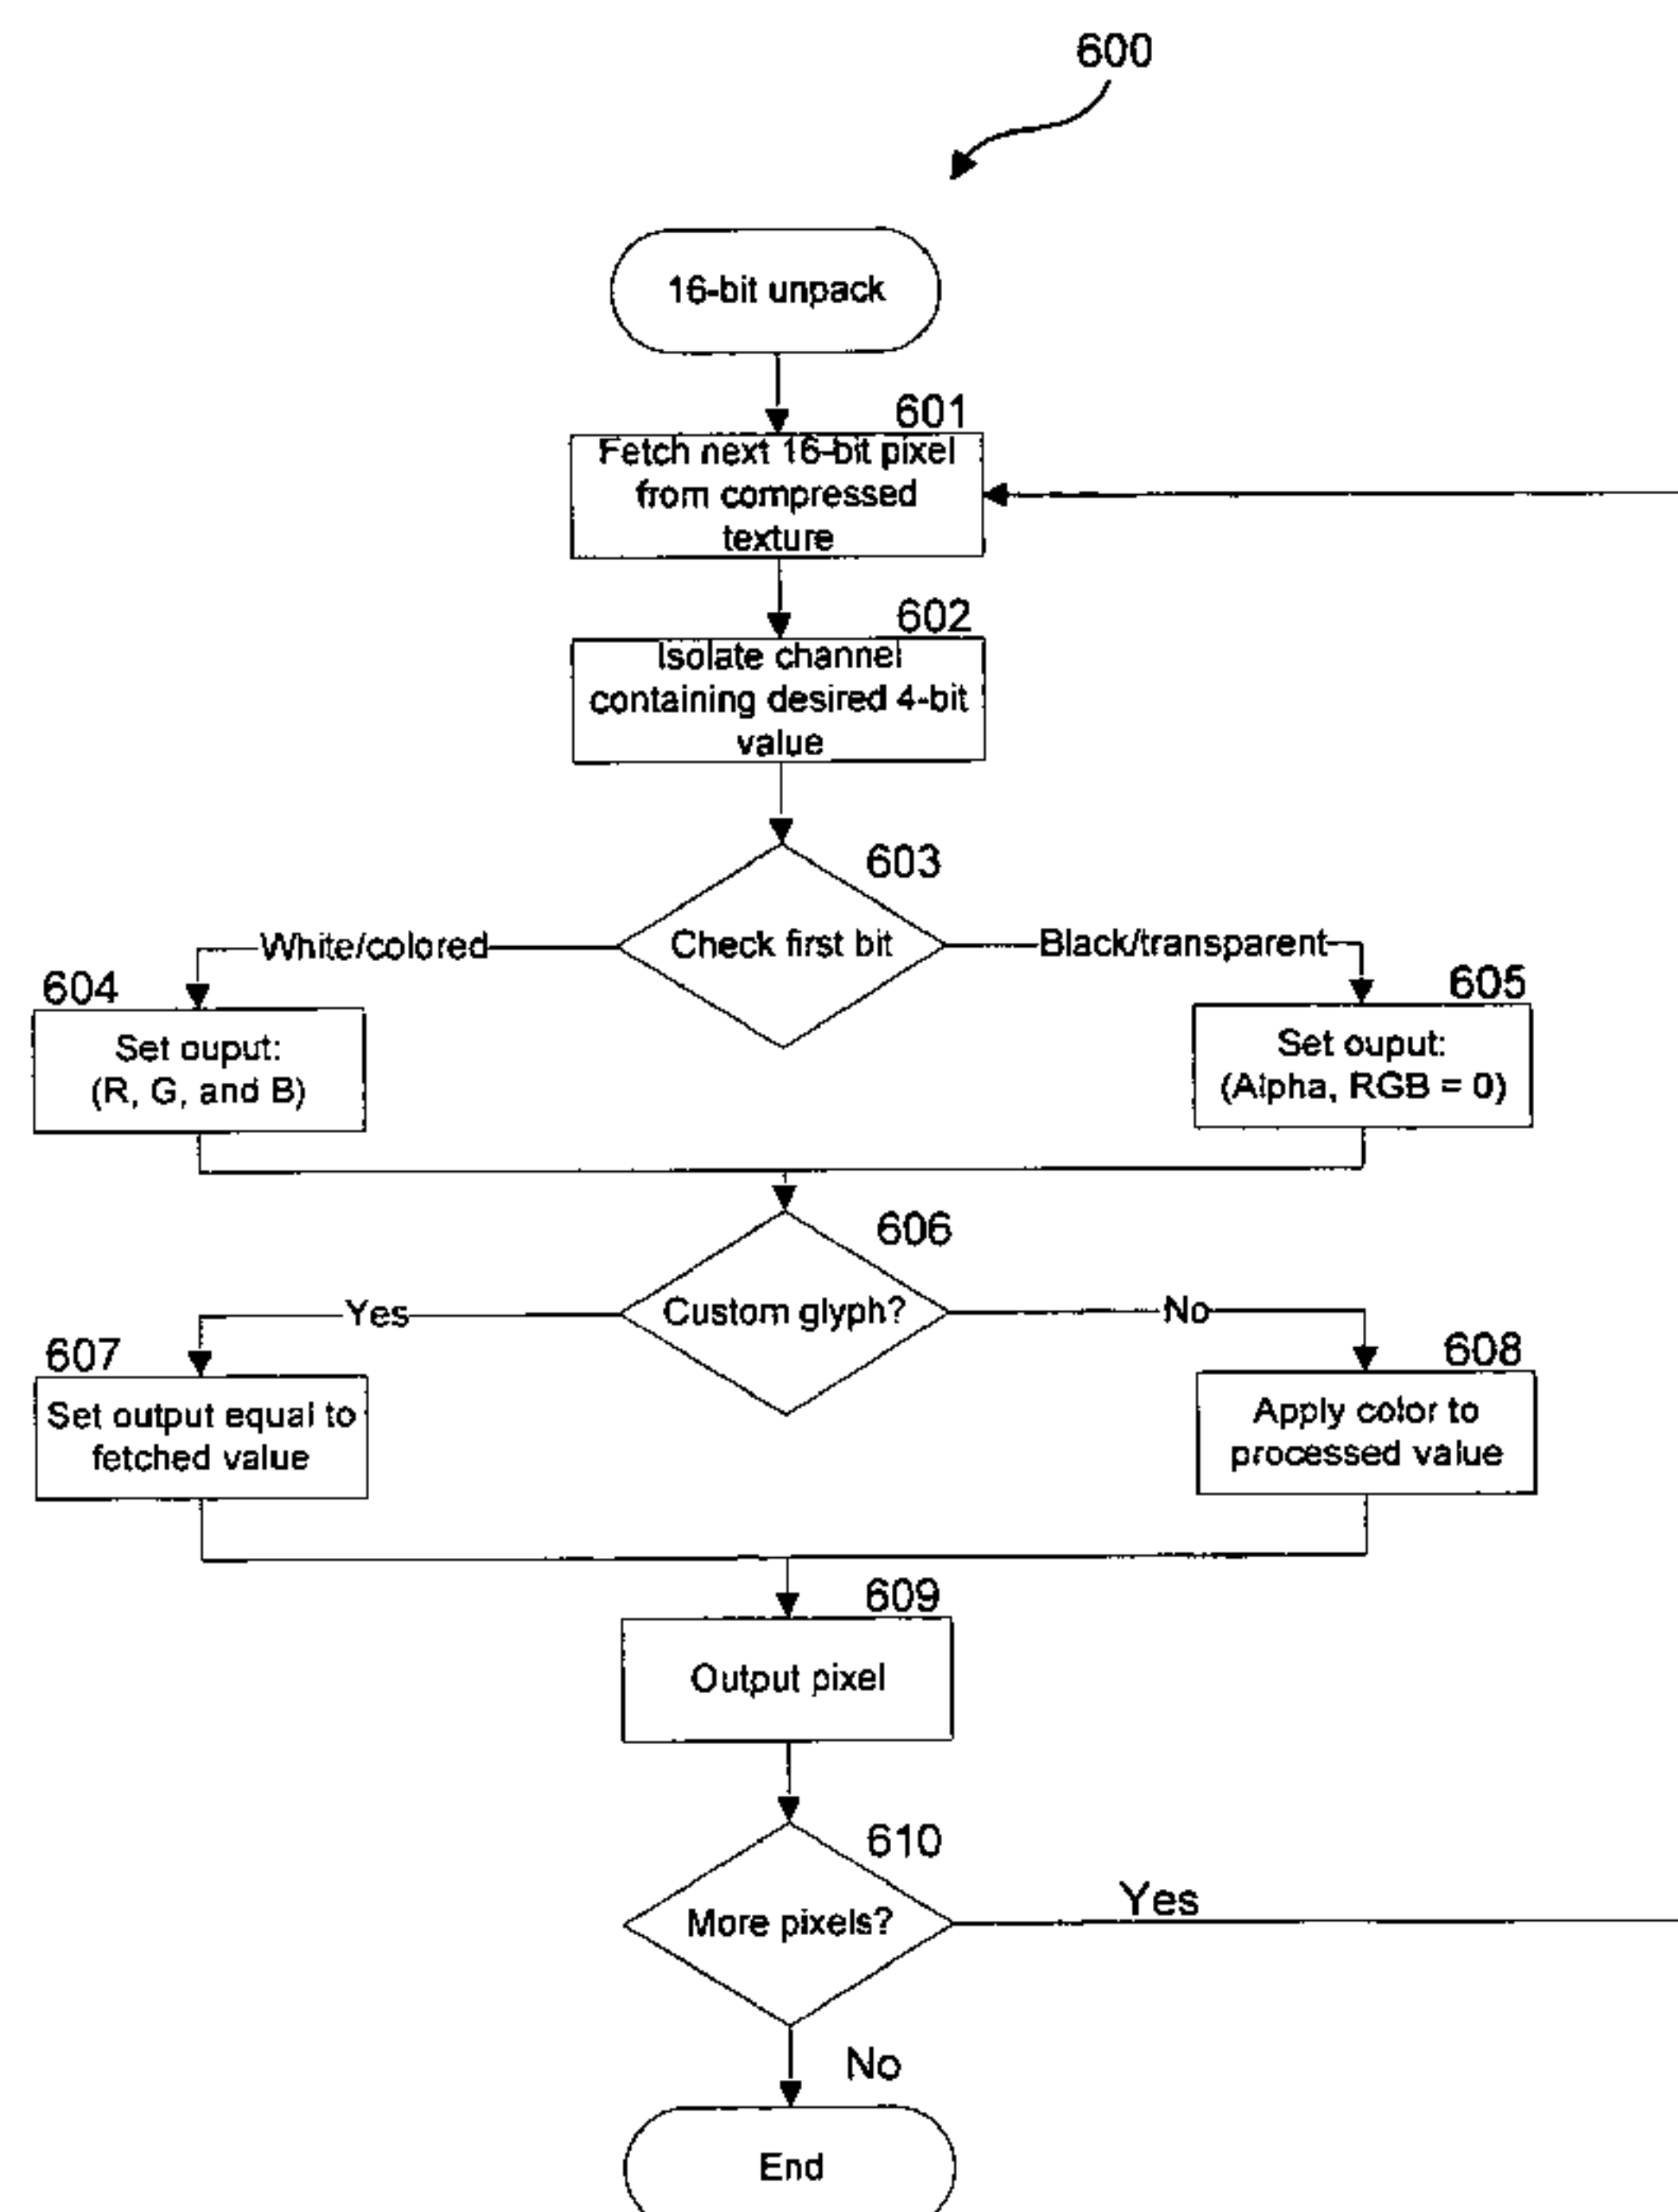 600
16-bit unpack
601
Fetch next 16-bit pixel
from compressed
texture
602
Isolate channel
containing desired 4-bit
value
603
Check first bit
White/colored
Black/transparent
604
Set ouput:
(R, G, and B)
605
Set ouput:
(Alpha, RGB = 0)
606
Custom glyph?
Yes
No
607
Set output equal to
fetched value
608
Apply color to
processed value
609
Output pixel
610
More pixels?
Yes
No
End